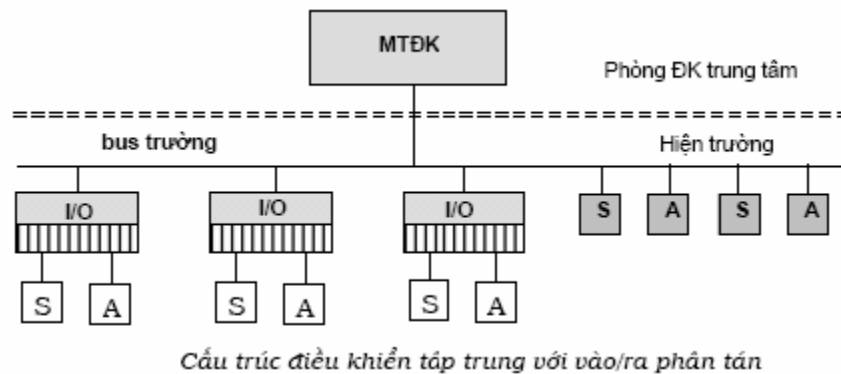 MTĐK
Phòng ĐK trung tâm
bus trường
Hiện trường
I/O
I/O
I/O
S
A
S
A
S
A
S
A
S
A
Cấu trúc điều khiển tập trung với vào/ra phân tán